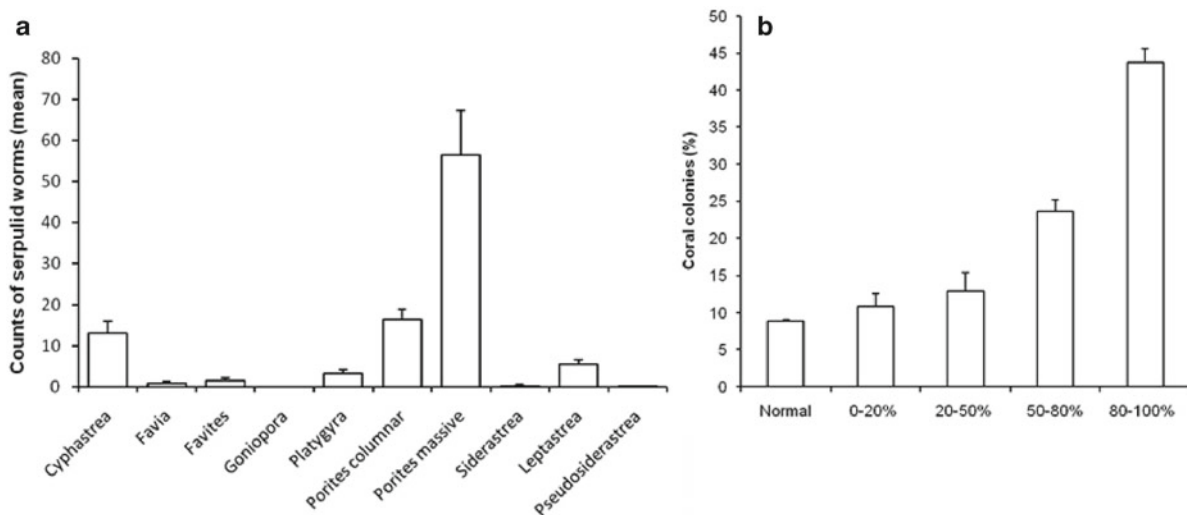 a
Counts of serpulid worms (mean)
80
70
60
50
40
30
20
10
0
Cyphastrea
Favia
Favites
Goniopora
Platygyra
Porites columnar
Porites massive
Siderastrea
Leptastrea
Pseudosiderastrea
b
Coral colonies (%)
50
45
40
35
30
25
20
15
10
5
0
Normal
0-20%
20-50%
50-80%
80-100%